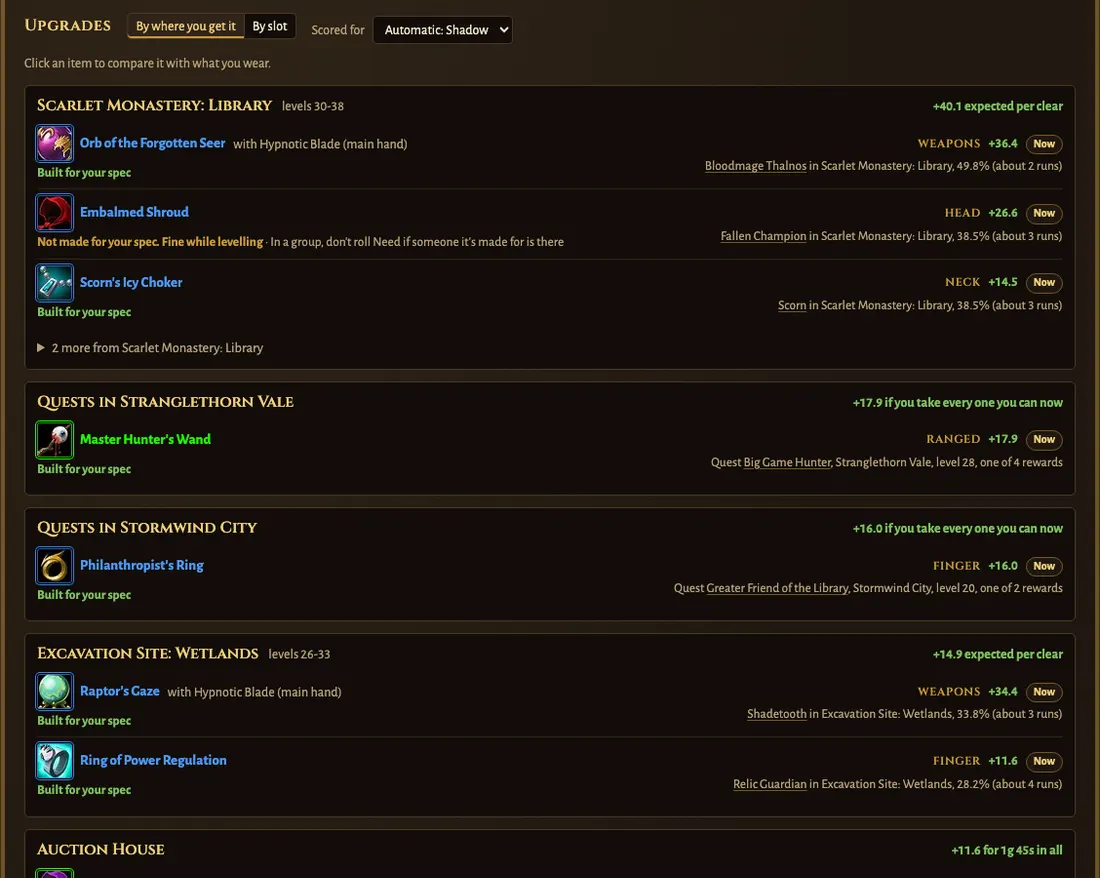 Upgrades By where you get it By slot Scored for Automatic: Shadow
Click an item to compare it with what you wear.
Scarlet Monastery: Library levels 30-38 +40.1 expected per clear
Orb of the Forgotten Seer with Hypnotic Blade (main hand) WEAPONS +36.4 Now
Built for your spec Bloodmage Thalnos in Scarlet Monastery: Library, 49.8% (about 2 runs)
Embalmed Shroud HEAD +26.6 Now
Not made for your spec. Fine while levelling · In a group, don't roll Need if someone it's made for is there Fallen Champion in Scarlet Monastery: Library, 38.5% (about 3 runs)
Scorn's Icy Choker NECK +14.5 Now
Built for your spec Scorn in Scarlet Monastery: Library, 38.5% (about 3 runs)
2 more from Scarlet Monastery: Library
Quests in Stranglethorn Vale +17.9 if you take every one you can now
Master Hunter's Wand RANGED +17.9 Now
Built for your spec Quest Big Game Hunter, Stranglethorn Vale, level 28, one of 4 rewards
Quests in Stormwind City +16.0 if you take every one you can now
Philanthropist's Ring FINGER +16.0 Now
Built for your spec Quest Greater Friend of the Library, Stormwind City, level 20, one of 2 rewards
Excavation Site: Wetlands levels 26-33 +14.9 expected per clear
Raptor's Gaze with Hypnotic Blade (main hand) WEAPONS +34.4 Now
Built for your spec Shadetooth in Excavation Site: Wetlands, 33.8% (about 3 runs)
Ring of Power Regulation FINGER +11.6 Now
Built for your spec Relic Guardian in Excavation Site: Wetlands, 28.2% (about 4 runs)
Auction House +11.6 for 1g 45s in all